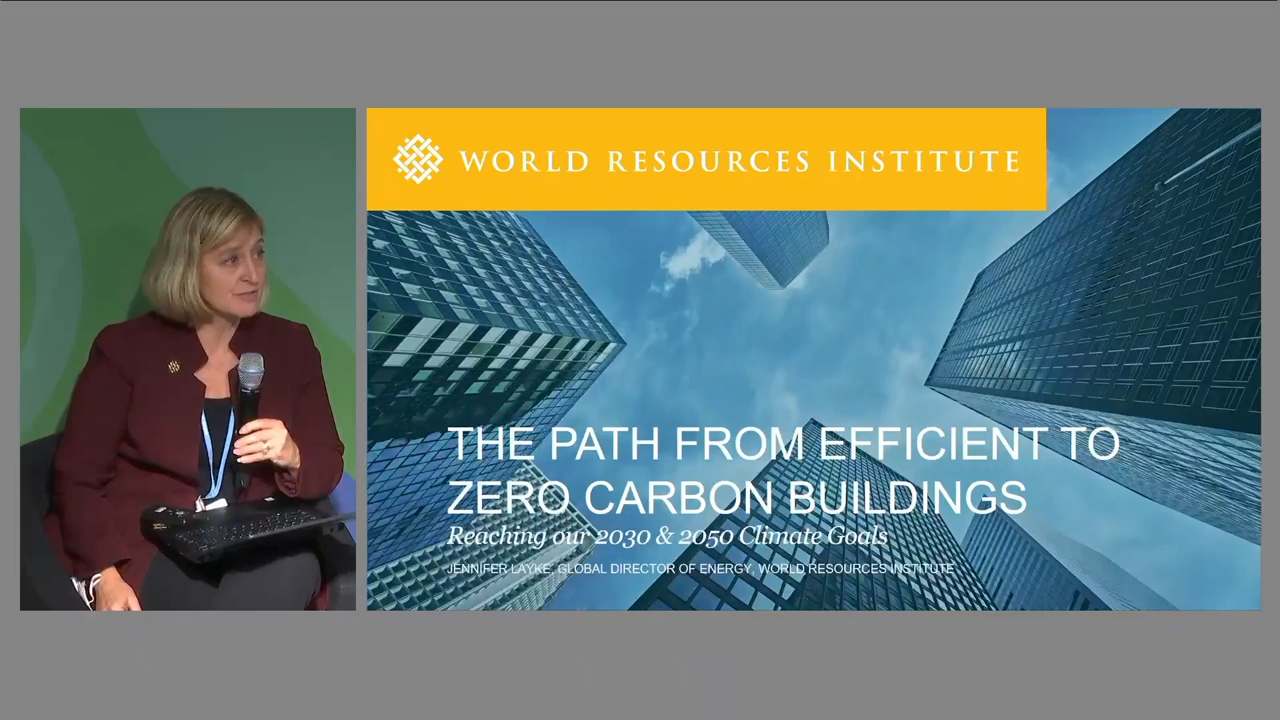 WORLD RESOURCES INSTITUTE
THE PATH FROM EFFICIENT TO
ZERO CARBON BUILDINGS
Reaching our 2030 & 2050 Climate Goals
JENNIFER LAYKE, GLOBAL DIRECTOR OF ENERGY, WORLD RESOURCES INSTITUTE